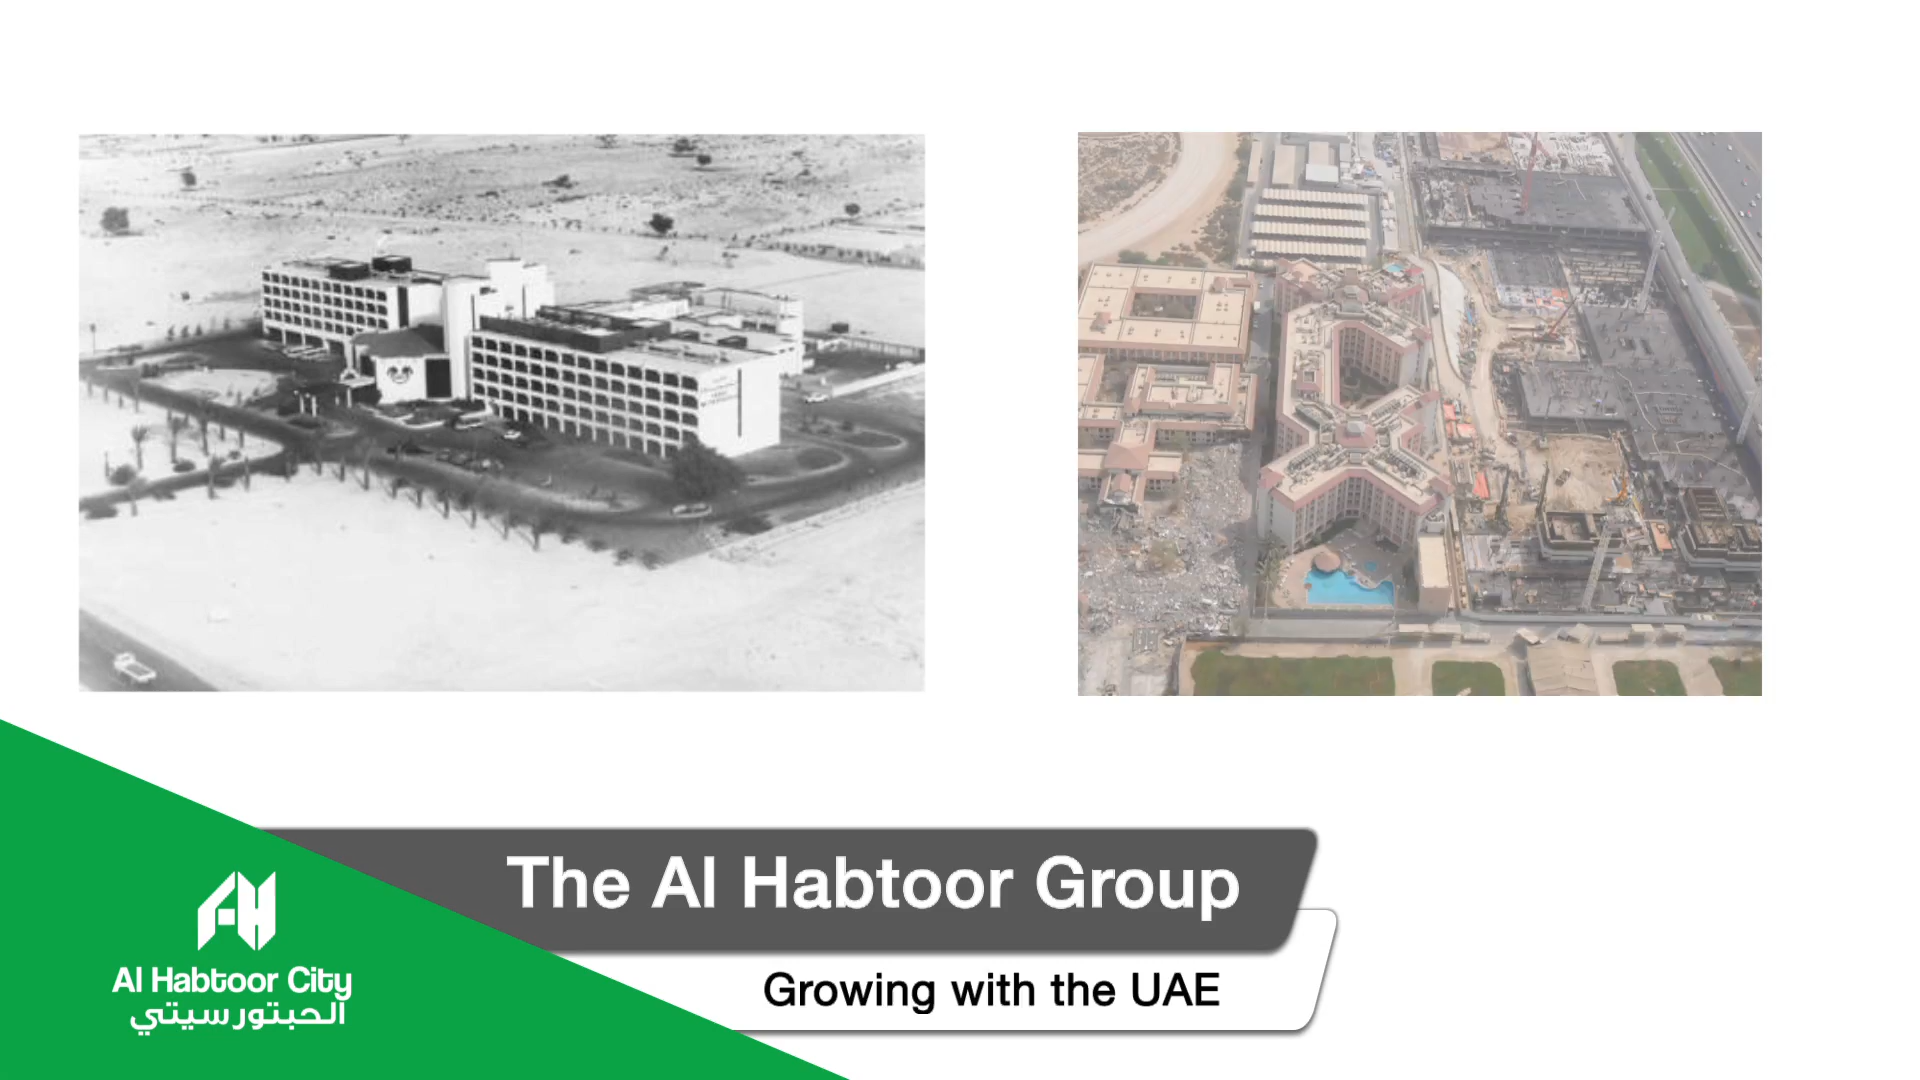 The Al Habtoor Group
Growing with the UAE
Al Habtoor City
الحبتور سيتي